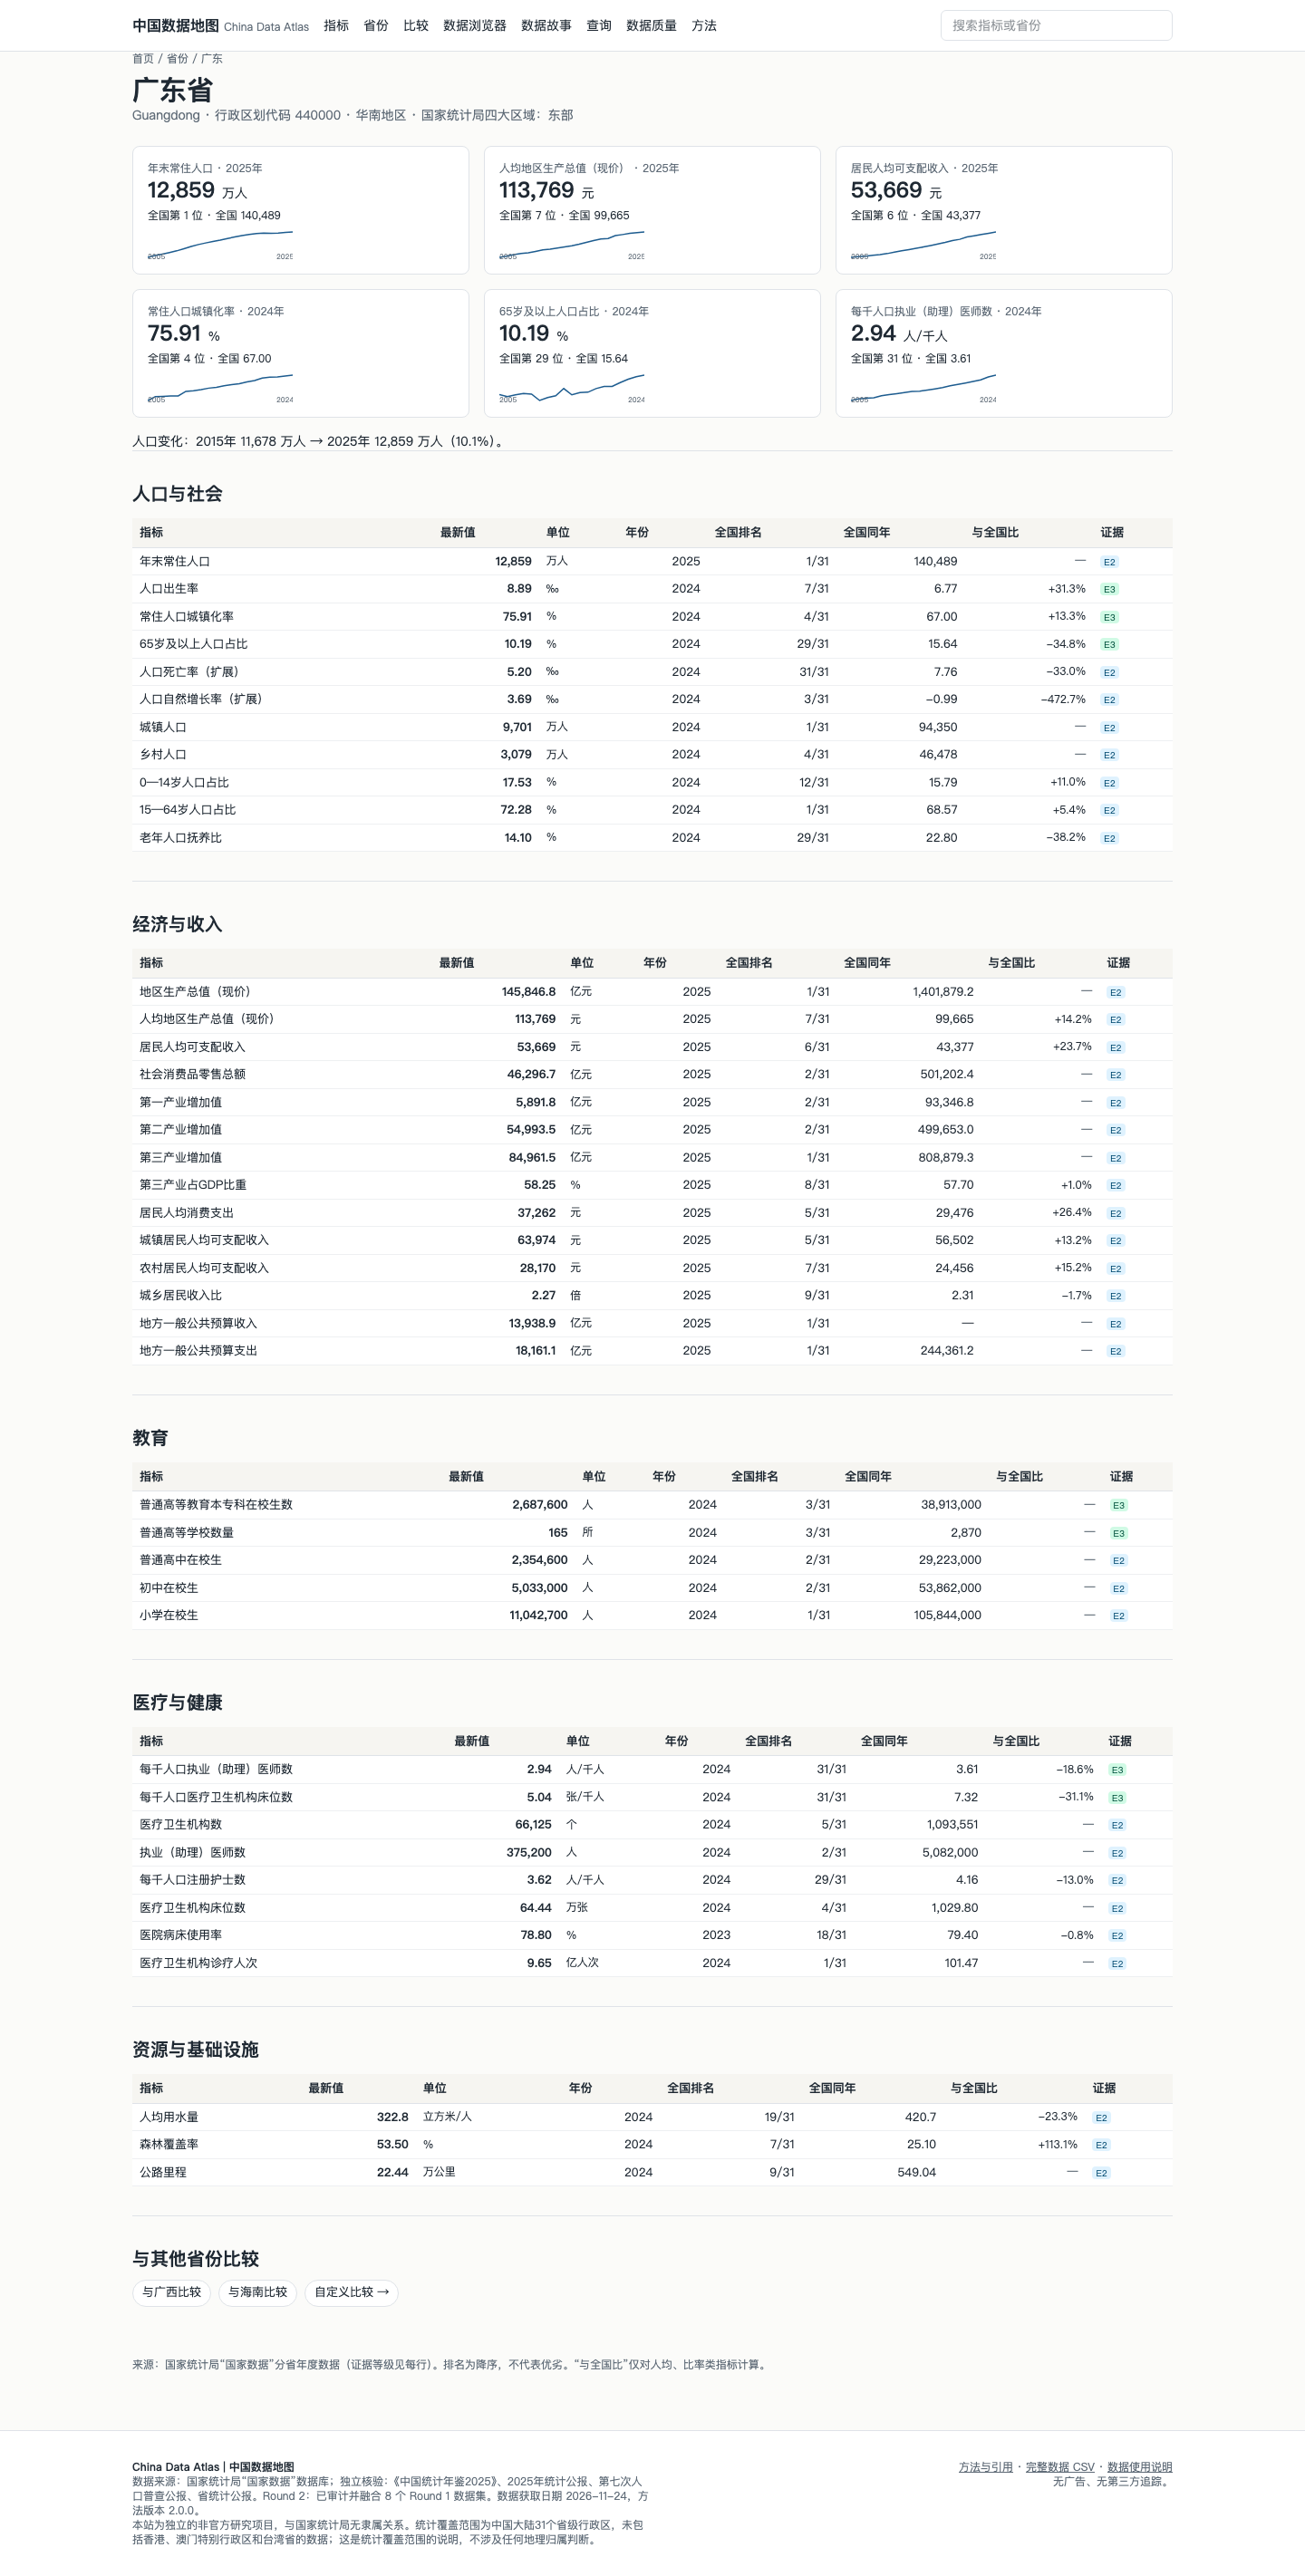 中国数据地图 China Data Atlas 指标 省份 比较 数据浏览器 数据故事 查询 数据质量 方法 搜索指标或省份
首页 / 省份 / 广东
广东省
Guangdong · 行政区划代码 440000 · 华南地区 · 国家统计局四大区域：东部
年末常住人口 · 2025年
12,859 万人
全国第 1 位 · 全国 140,489
2005 2025
人均地区生产总值（现价） · 2025年
113,769 元
全国第 7 位 · 全国 99,665
2005 2025
居民人均可支配收入 · 2025年
53,669 元
全国第 6 位 · 全国 43,377
2005 2025
常住人口城镇化率 · 2024年
75.91 %
全国第 4 位 · 全国 67.00
2005 2024
65岁及以上人口占比 · 2024年
10.19 %
全国第 29 位 · 全国 15.64
2005 2024
每千人口执业（助理）医师数 · 2024年
2.94 人/千人
全国第 31 位 · 全国 3.61
2005 2024
人口变化：2015年 11,678 万人 → 2025年 12,859 万人（10.1%）。
人口与社会
指标 最新值 单位 年份 全国排名 全国同年 与全国比 证据
年末常住人口 12,859 万人 2025 1/31 140,489 — E2
人口出生率 8.89 ‰ 2024 7/31 6.77 +31.3% E3
常住人口城镇化率 75.91 % 2024 4/31 67.00 +13.3% E3
65岁及以上人口占比 10.19 % 2024 29/31 15.64 −34.8% E3
人口死亡率（扩展） 5.20 ‰ 2024 31/31 7.76 −33.0% E2
人口自然增长率（扩展） 3.69 ‰ 2024 3/31 −0.99 −472.7% E2
城镇人口 9,701 万人 2024 1/31 94,350 — E2
乡村人口 3,079 万人 2024 4/31 46,478 — E2
0—14岁人口占比 17.53 % 2024 12/31 15.79 +11.0% E2
15—64岁人口占比 72.28 % 2024 1/31 68.57 +5.4% E2
老年人口抚养比 14.10 % 2024 29/31 22.80 −38.2% E2
经济与收入
指标 最新值 单位 年份 全国排名 全国同年 与全国比 证据
地区生产总值（现价） 145,846.8 亿元 2025 1/31 1,401,879.2 — E2
人均地区生产总值（现价） 113,769 元 2025 7/31 99,665 +14.2% E2
居民人均可支配收入 53,669 元 2025 6/31 43,377 +23.7% E2
社会消费品零售总额 46,296.7 亿元 2025 2/31 501,202.4 — E2
第一产业增加值 5,891.8 亿元 2025 2/31 93,346.8 — E2
第二产业增加值 54,993.5 亿元 2025 2/31 499,653.0 — E2
第三产业增加值 84,961.5 亿元 2025 1/31 808,879.3 — E2
第三产业占GDP比重 58.25 % 2025 8/31 57.70 +1.0% E2
居民人均消费支出 37,262 元 2025 5/31 29,476 +26.4% E2
城镇居民人均可支配收入 63,974 元 2025 5/31 56,502 +13.2% E2
农村居民人均可支配收入 28,170 元 2025 7/31 24,456 +15.2% E2
城乡居民收入比 2.27 倍 2025 9/31 2.31 −1.7% E2
地方一般公共预算收入 13,938.9 亿元 2025 1/31 — — E2
地方一般公共预算支出 18,161.1 亿元 2025 1/31 244,361.2 — E2
教育
指标 最新值 单位 年份 全国排名 全国同年 与全国比 证据
普通高等教育本专科在校生数 2,687,600 人 2024 3/31 38,913,000 — E3
普通高等学校数量 165 所 2024 3/31 2,870 — E3
普通高中在校生 2,354,600 人 2024 2/31 29,223,000 — E2
初中在校生 5,033,000 人 2024 2/31 53,862,000 — E2
小学在校生 11,042,700 人 2024 1/31 105,844,000 — E2
医疗与健康
指标 最新值 单位 年份 全国排名 全国同年 与全国比 证据
每千人口执业（助理）医师数 2.94 人/千人 2024 31/31 3.61 −18.6% E3
每千人口医疗卫生机构床位数 5.04 张/千人 2024 31/31 7.32 −31.1% E3
医疗卫生机构数 66,125 个 2024 5/31 1,093,551 — E2
执业（助理）医师数 375,200 人 2024 2/31 5,082,000 — E2
每千人口注册护士数 3.62 人/千人 2024 29/31 4.16 −13.0% E2
医疗卫生机构床位数 64.44 万张 2024 4/31 1,029.80 — E2
医院病床使用率 78.80 % 2023 18/31 79.40 −0.8% E2
医疗卫生机构诊疗人次 9.65 亿人次 2024 1/31 101.47 — E2
资源与基础设施
指标 最新值 单位 年份 全国排名 全国同年 与全国比 证据
人均用水量 322.8 立方米/人 2024 19/31 420.7 −23.3% E2
森林覆盖率 53.50 % 2024 7/31 25.10 +113.1% E2
公路里程 22.44 万公里 2024 9/31 549.04 — E2
与其他省份比较
与广西比较 与海南比较 自定义比较 →
来源：国家统计局“国家数据”分省年度数据（证据等级见每行）。排名为降序，不代表优劣。“与全国比”仅对人均、比率类指标计算。
China Data Atlas | 中国数据地图
数据来源：国家统计局“国家数据”数据库；独立核验：《中国统计年鉴2025》、2025年统计公报、第七次人
口普查公报、省统计公报。Round 2：已审计并融合 8 个 Round 1 数据集。数据获取日期 2026-11-24，方
法版本 2.0.0。
本站为独立的非官方研究项目，与国家统计局无隶属关系。统计覆盖范围为中国大陆31个省级行政区，未包
括香港、澳门特别行政区和台湾省的数据；这是统计覆盖范围的说明，不涉及任何地理归属判断。
方法与引用 · 完整数据 CSV · 数据使用说明
无广告、无第三方追踪。